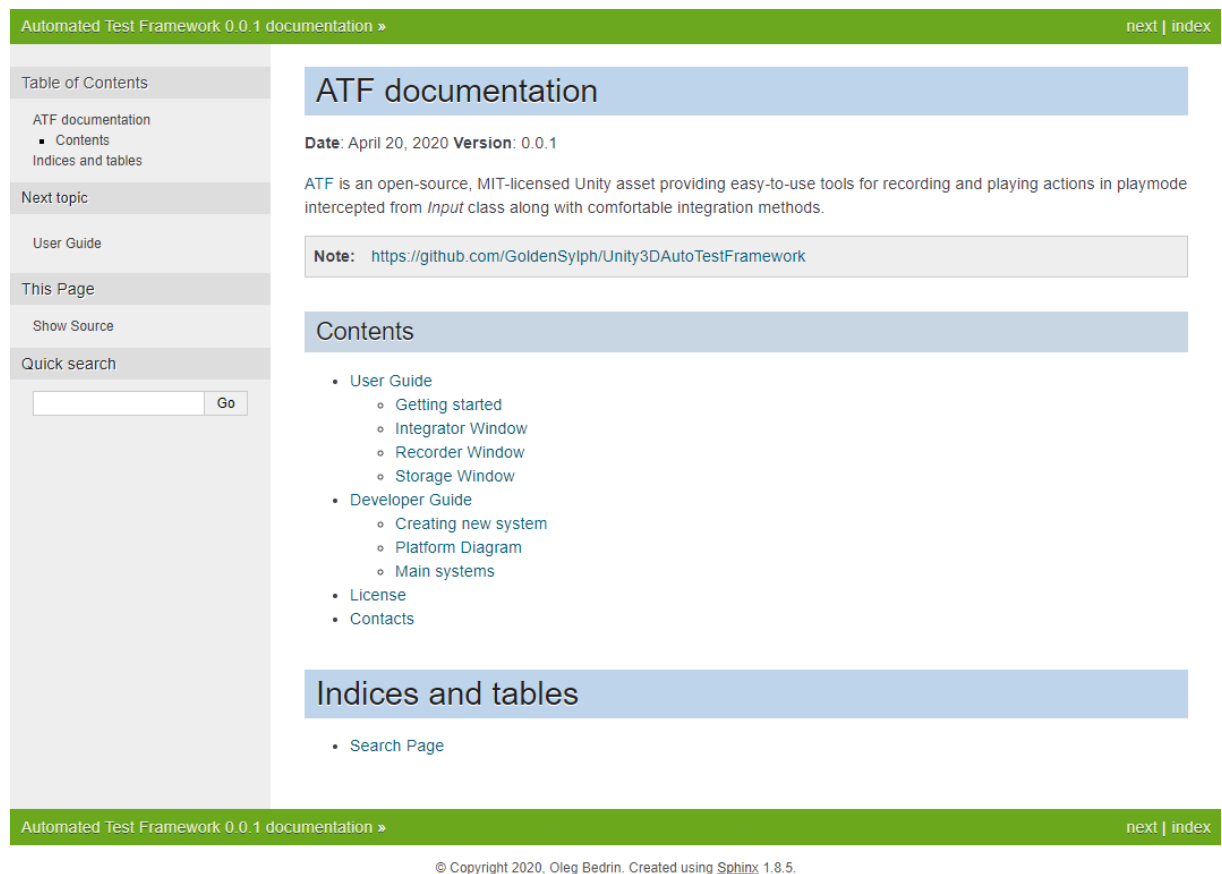 Automated Test Framework 0.0.1 documentation »
next | index
Table of Contents
ATF documentation
Contents
Indices and tables
Next topic
User Guide
This Page
Show Source
Quick search
Go
ATF documentation
Date: April 20, 2020 Version: 0.0.1
ATF is an open-source, MIT-licensed Unity asset providing easy-to-use tools for recording and playing actions in playmode
intercepted from Input class along with comfortable integration methods.
Note: https://github.com/GoldenSylph/Unity3DAutoTestFramework
Contents
User Guide
Getting started
Integrator Window
Recorder Window
Storage Window
Developer Guide
Creating new system
Platform Diagram
Main systems
License
Contacts
Indices and tables
Search Page
Automated Test Framework 0.0.1 documentation »
next | index
© Copyright 2020, Oleg Bedrin. Created using Sphinx 1.8.5.